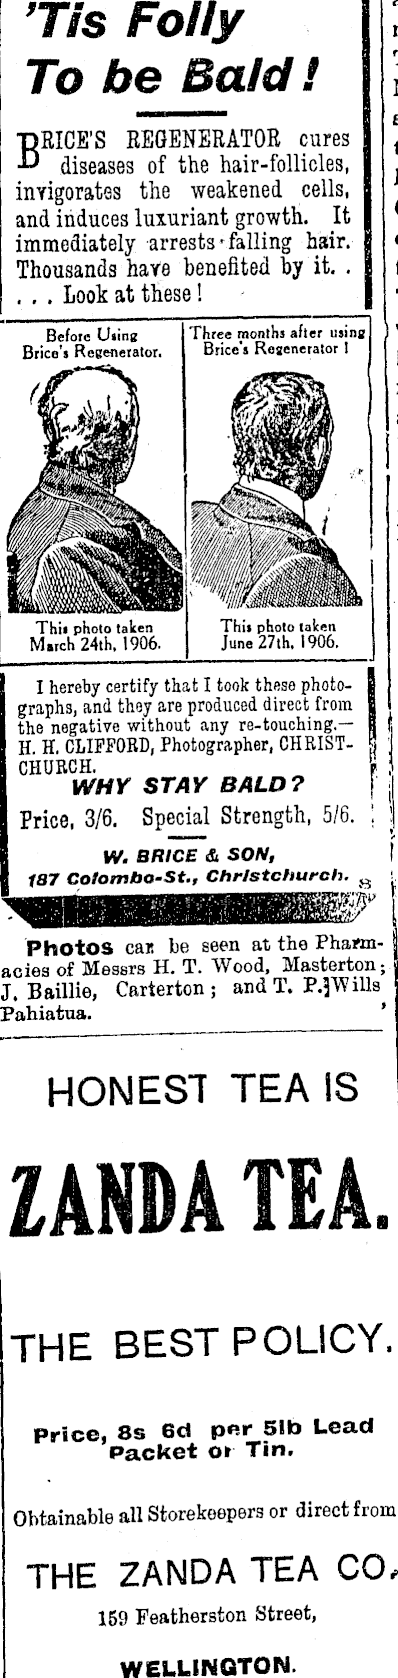 'Tis Folly
To be Bald!
BRICE'S REGENERATOR cures
diseases of the hair-follicles,
invigorates the weakened cells,
and induces luxuriant growth. It
immediately arrests falling hair.
Thousands have benefited by it. .
. . . Look at these!
Before Using
Brice's Regenerator.
Three months after using
Brice's Regenerator!
This photo taken
March 24th, 1906.
This photo taken
June 27th, 1906.
I hereby certify that I took these photo-
graphs, and they are produced direct from
the negative without any re-touching.—
H. H. CLIFFORD, Photographer, CHRIST-
CHURCH.
WHY STAY BALD?
Price, 3/6. Special Strength, 5/6.
W. BRICE & SON,
187 Colombo-St., Christchurch. 8
Photos can be seen at the Pharm-
acies of Messrs H. T. Wood, Masterton;
J. Baillie, Carterton; and T. P. Wills
Pahiatua.
HONEST TEA IS
ZANDA TEA.
THE BEST POLICY.
Price, 8s 6d per 5lb Lead
Packet or Tin.
Obtainable all Storekeepers or direct from
THE ZANDA TEA CO.
159 Featherston Street,
WELLINGTON.